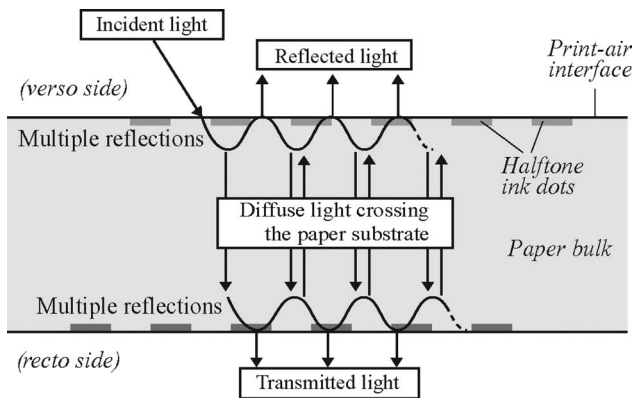 Incident light
Reflected light
Print-air
interface
(verso side)
Multiple reflections
Halftone
ink dots
Diffuse light crossing
the paper substrate
Paper bulk
Multiple reflections
(recto side)
Transmitted light